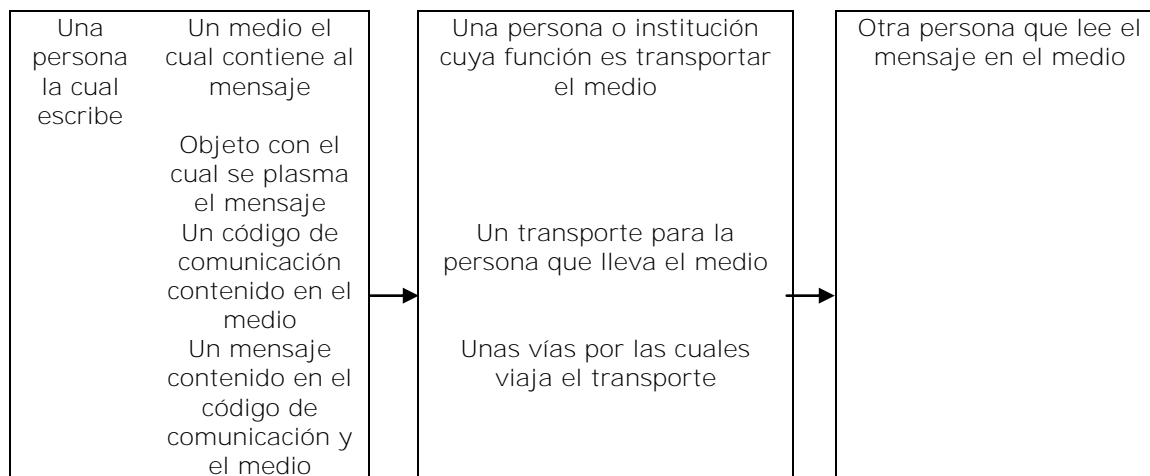 Una
persona
la cual
escribe
Un medio el
cual contiene al
mensaje
Objeto con el
cual se plasma
el mensaje
Un código de
comunicación
contenido en el
medio
Un mensaje
contenido en el
código de
comunicación y
el medio
Una persona o institución
cuya función es transportar
el medio
Un transporte para la
persona que lleva el medio
Unas vías por las cuales
viaja el transporte
Otra persona que lee el
mensaje en el medio